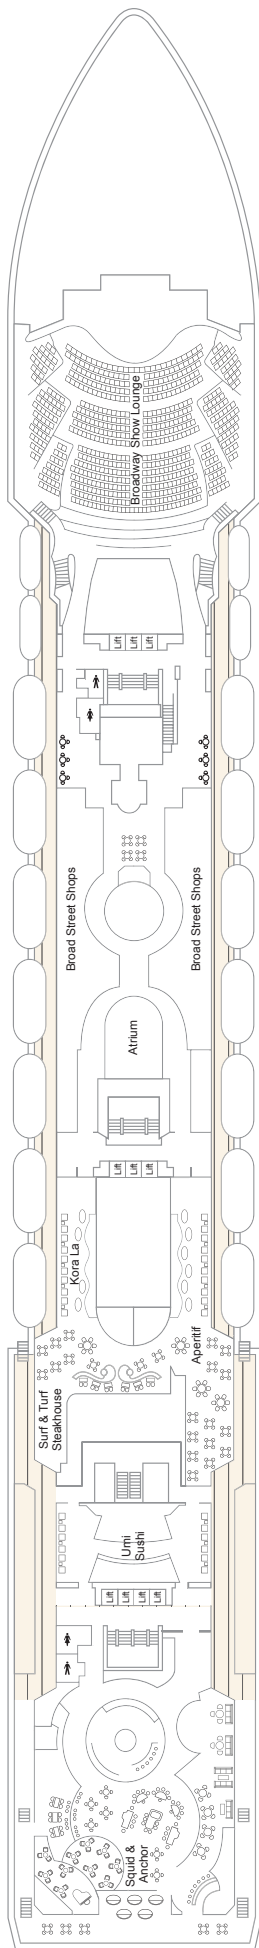 Broadway Show Lounge
Lift
Lift
Lift
Broad Street Shops
Broad Street Shops
Atrium
Lift
Lift
Lift
Kora La
Aperitif
Surf & Turf
Steakhouse
Umi
Sushi
Lift
Lift
Lift
Lift
Squid &
Anchor